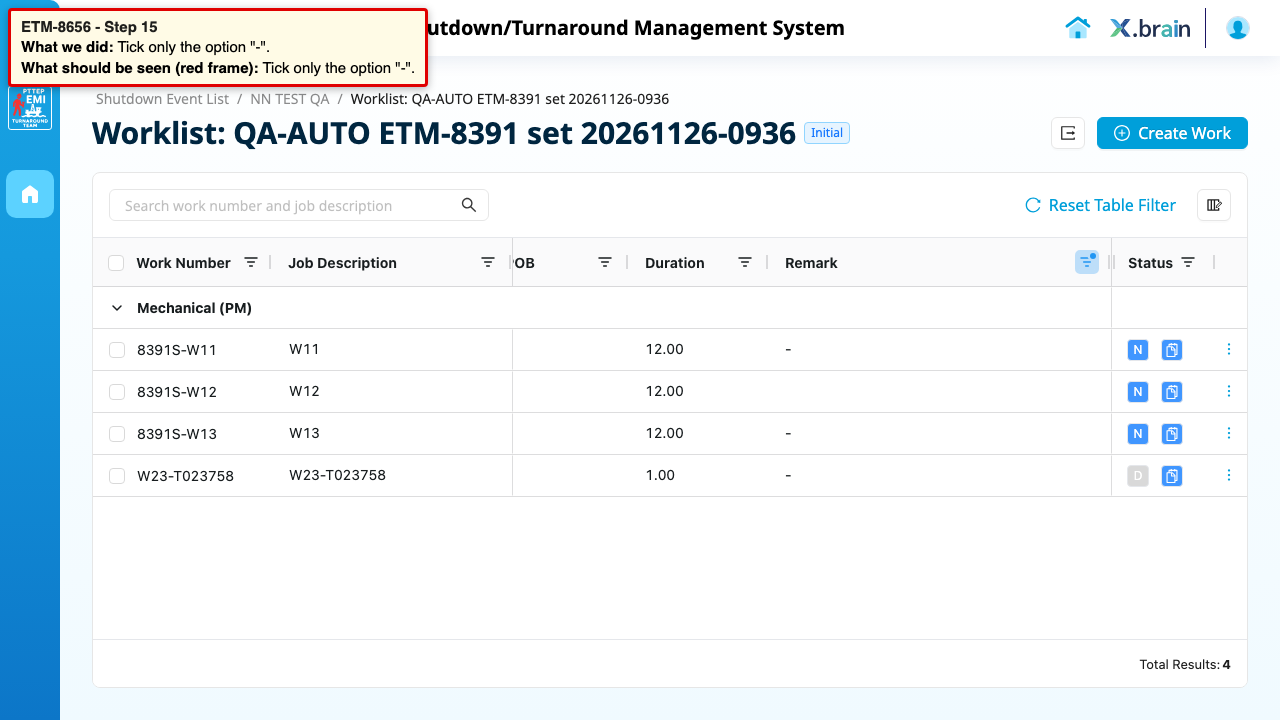 ETM-8656 - Step 15
What we did: Tick only the option "-".
What should be seen (red frame): Tick only the option "-".
utdown/Turnaround Management System
X.brain
PTTEP
EMI
TURNAROUND
TEAM
Shutdown Event List / NN TEST QA / Worklist: QA-AUTO ETM-8391 set 20261126-0936
Worklist: QA-AUTO ETM-8391 set 20261126-0936 Initial
Create Work
Search work number and job description
Reset Table Filter
Work Number Job Description OB Duration Remark Status
Mechanical (PM)
8391S-W11 W11 12.00 - N
8391S-W12 W12 12.00 N
8391S-W13 W13 12.00 - N
W23-T023758 W23-T023758 1.00 - D
Total Results: 4